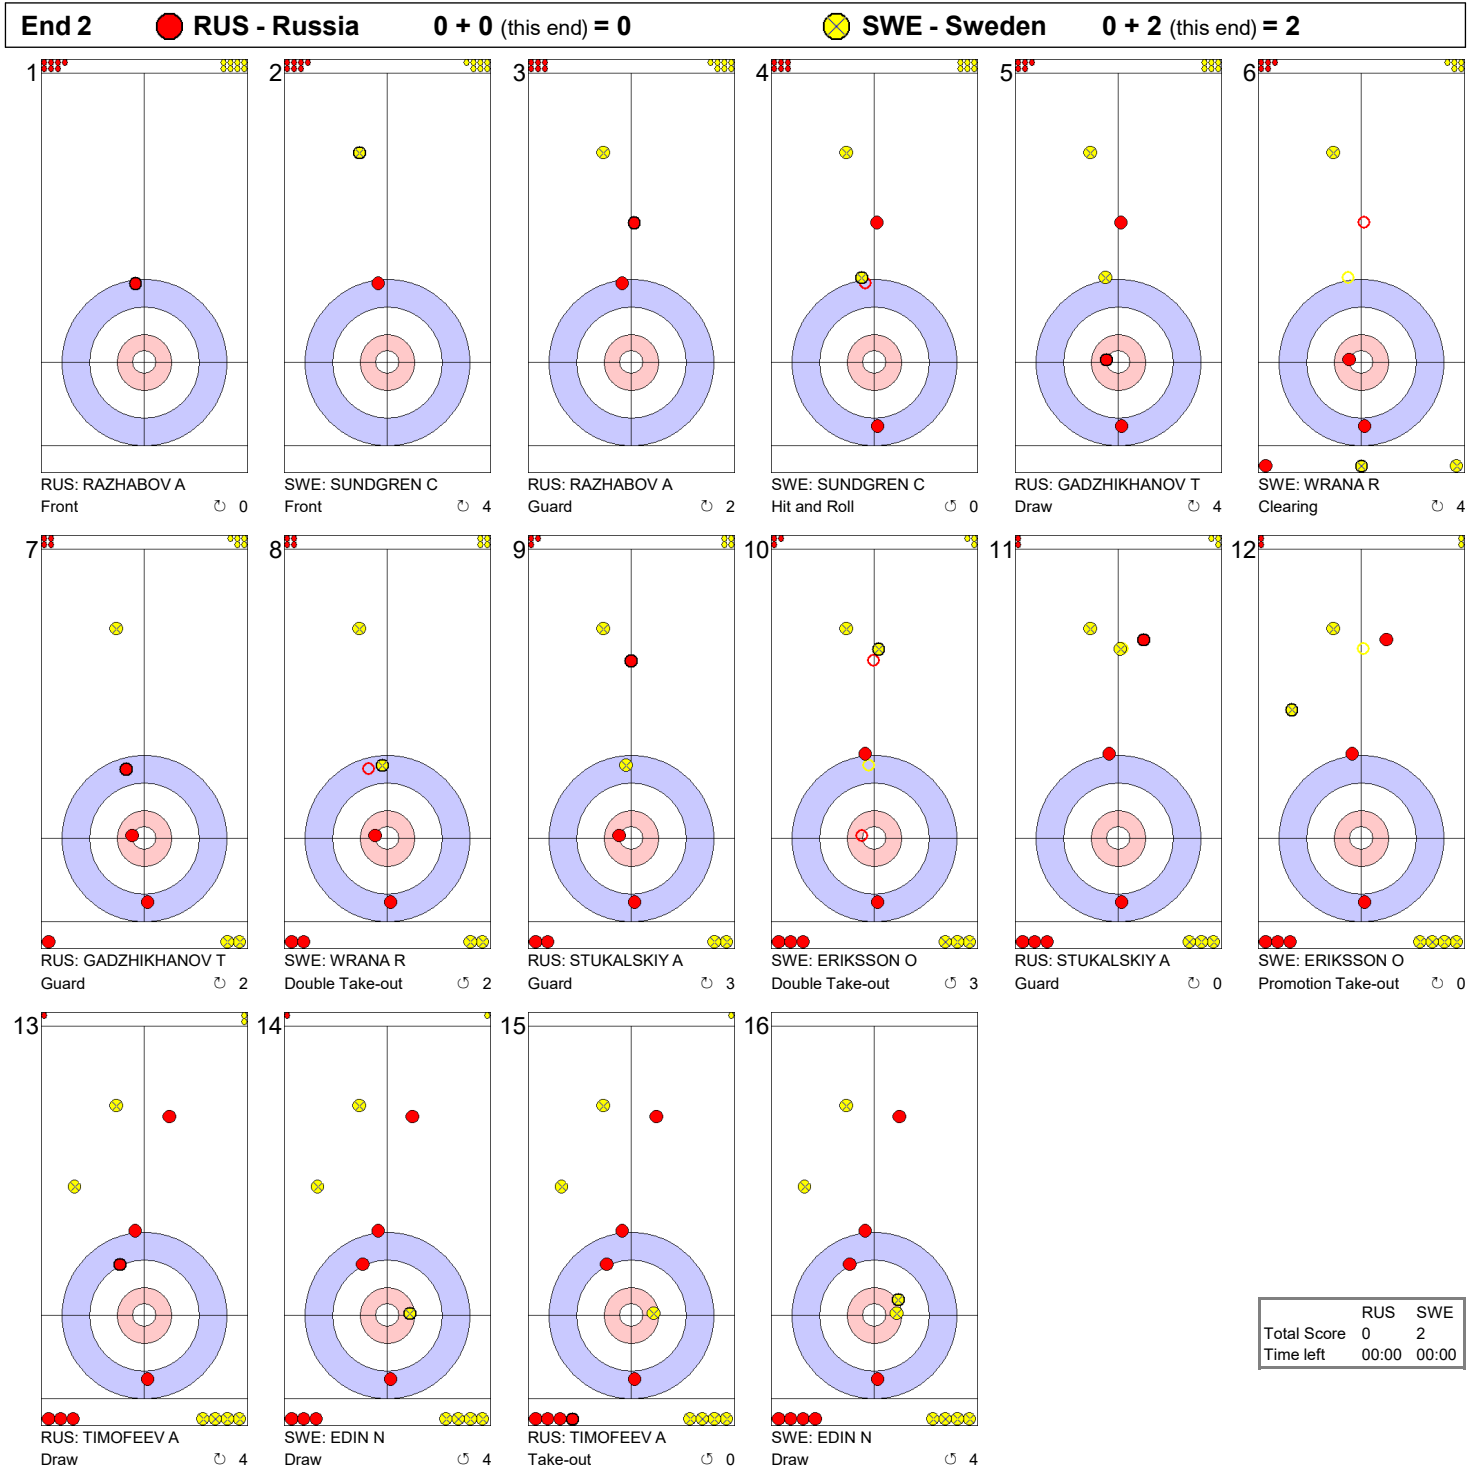 End 2 RUS - Russia 0 + 0 (this end) = 0 SWE - Sweden 0 + 2 (this end) = 2
1 2 3 4 5 6
RUS: RAZHABOV A SWE: SUNDGREN C RUS: RAZHABOV A SWE: SUNDGREN C RUS: GADZHIKHANOV T SWE: WRANA R
Front ↻ 0 Front ↻ 4 Guard ↻ 2 Hit and Roll ↻ 0 Draw ↻ 4 Clearing ↻ 4
7 8 9 10 11 12
RUS: GADZHIKHANOV T SWE: WRANA R RUS: STUKALSKIY A SWE: ERIKSSON O RUS: STUKALSKIY A SWE: ERIKSSON O
Guard ↻ 2 Double Take-out ↺ 2 Guard ↻ 3 Double Take-out ↺ 3 Guard ↻ 0 Promotion Take-out ↻ 0
13 14 15 16
RUS: TIMOFEEV A SWE: EDIN N RUS: TIMOFEEV A SWE: EDIN N
Draw ↻ 4 Draw ↺ 4 Take-out ↻ 0 Draw ↺ 4
RUS SWE
Total Score 0 2
Time left 00:00 00:00